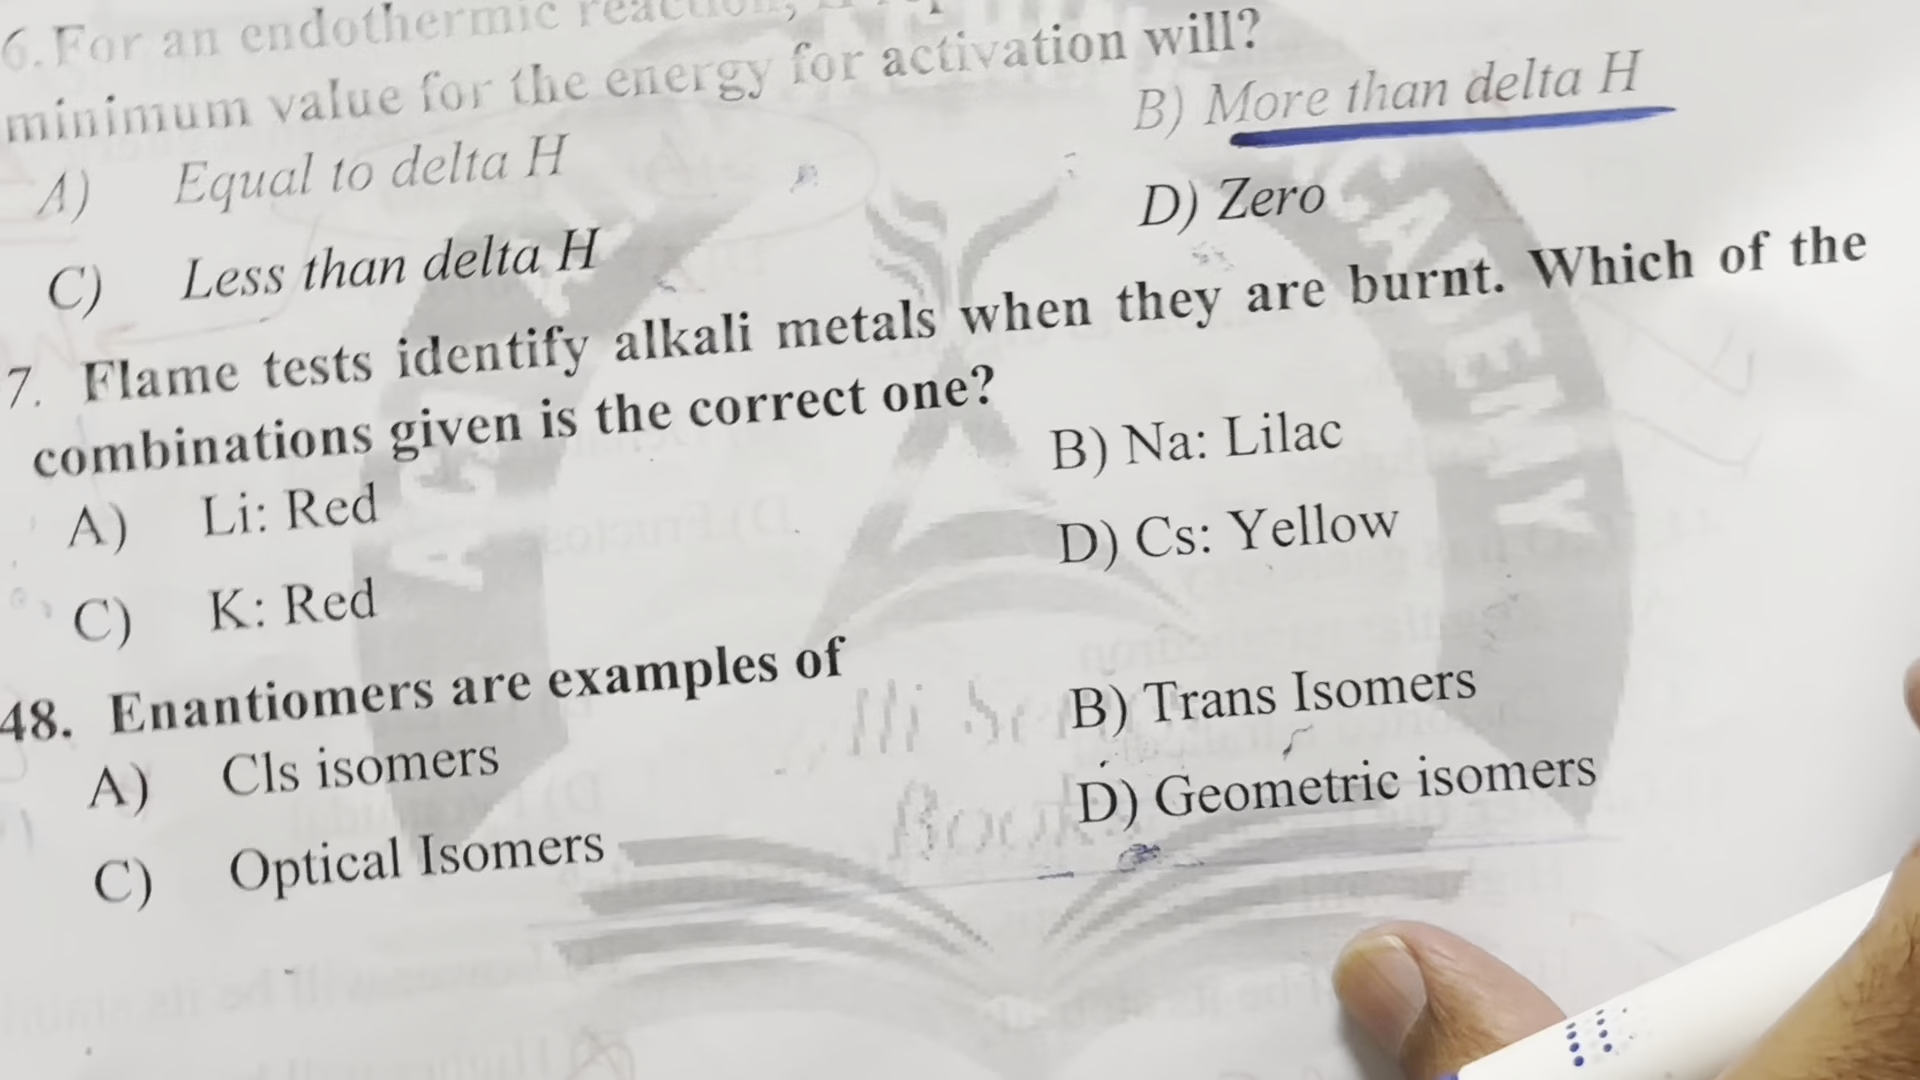 6. For an endothermic reaction,
minimum value for the energy for activation will?
A) Equal to delta H
B) More than delta H
C) Less than delta H
D) Zero
7. Flame tests identify alkali metals when they are burnt. Which of the
combinations given is the correct one?
A) Li: Red
B) Na: Lilac
C) K: Red
D) Cs: Yellow
48. Enantiomers are examples of
A) Cls isomers
B) Trans Isomers
C) Optical Isomers
D) Geometric isomers
ACADEMY